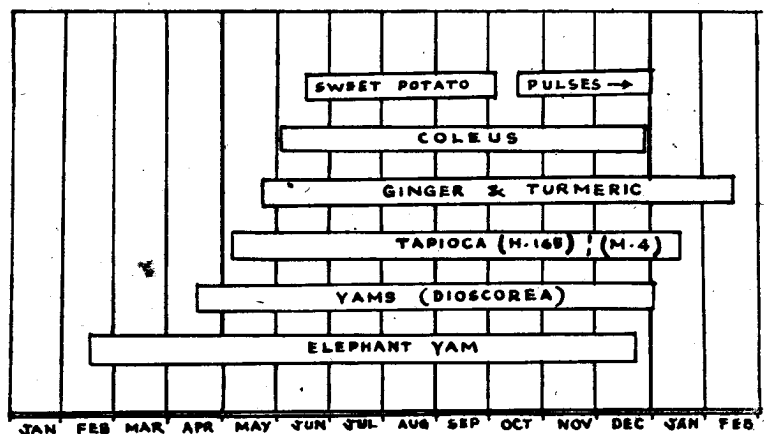 SWEET POTATO PULSES →
COLEUS
GINGER & TURMERIC
TAPIOCA (H-165) ¦ (M-4)
YAMS (DIOSCOREA)
ELEPHANT YAM
JAN FEB MAR APR MAY JUN JUL AUG SEP OCT NOV DEC JAN FEB